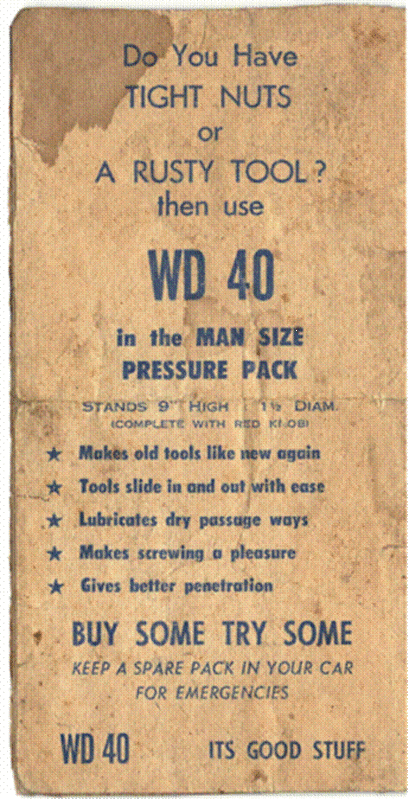 Do You Have
TIGHT NUTS
or
A RUSTY TOOL?
then use
WD 40
in the MAN SIZE
PRESSURE PACK
STANDS 9" HIGH 1½ DIAM.
(COMPLETE WITH RED KNOB)
★ Makes old tools like new again
★ Tools slide in and out with ease
★ Lubricates dry passage ways
★ Makes screwing a pleasure
★ Gives better penetration
BUY SOME TRY SOME
KEEP A SPARE PACK IN YOUR CAR
FOR EMERGENCIES
WD 40 ITS GOOD STUFF